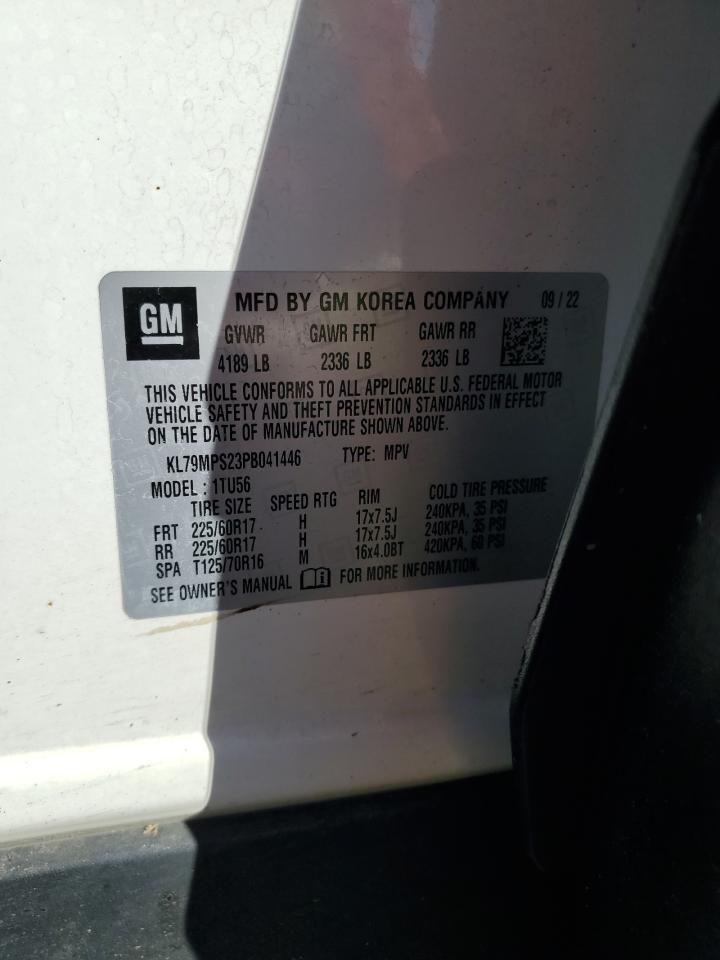 GM MFD BY GM KOREA COMPANY 09 / 22
GVWR GAWR FRT GAWR RR
4189 LB 2336 LB 2336 LB
THIS VEHICLE CONFORMS TO ALL APPLICABLE U.S. FEDERAL MOTOR
VEHICLE SAFETY AND THEFT PREVENTION STANDARDS IN EFFECT
ON THE DATE OF MANUFACTURE SHOWN ABOVE.
KL79MPS23PB041446 TYPE: MPV
MODEL : 1TU56
TIRE SIZE SPEED RTG RIM COLD TIRE PRESSURE
FRT 225/60R17 H 17x7.5J 240KPA, 35 PSI
RR 225/60R17 H 17x7.5J 240KPA, 35 PSI
SPA T125/70R16 M 16x4.0BT 420KPA, 60 PSI
SEE OWNER'S MANUAL FOR MORE INFORMATION.